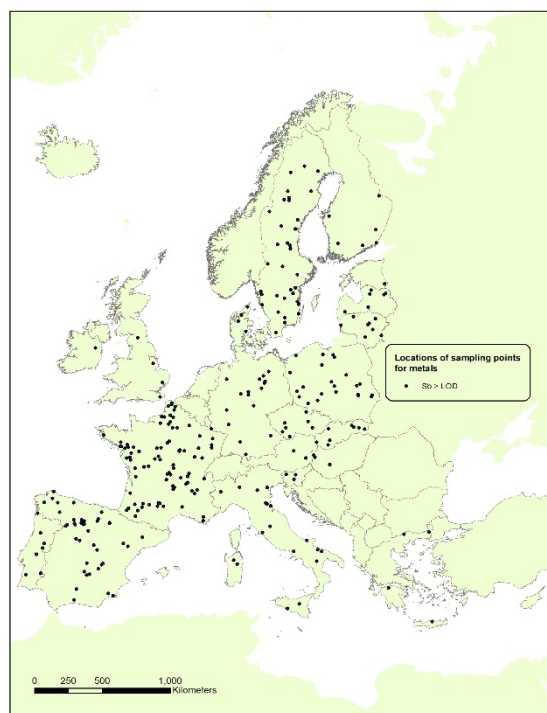 Locations of sampling points
for metals
Sb > LOD
0 250 500 1,000
Kilometers